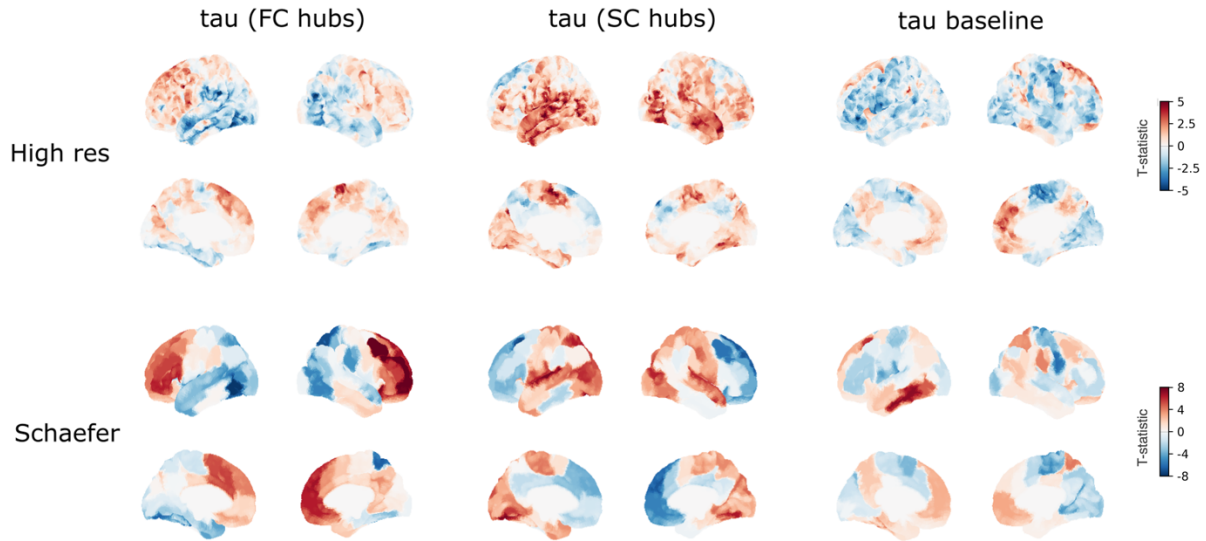 tau (FC hubs) tau (SC hubs) tau baseline
High res
T-statistic
5
2.5
0
-2.5
-5
Schaefer
T-statistic
8
4
0
-4
-8